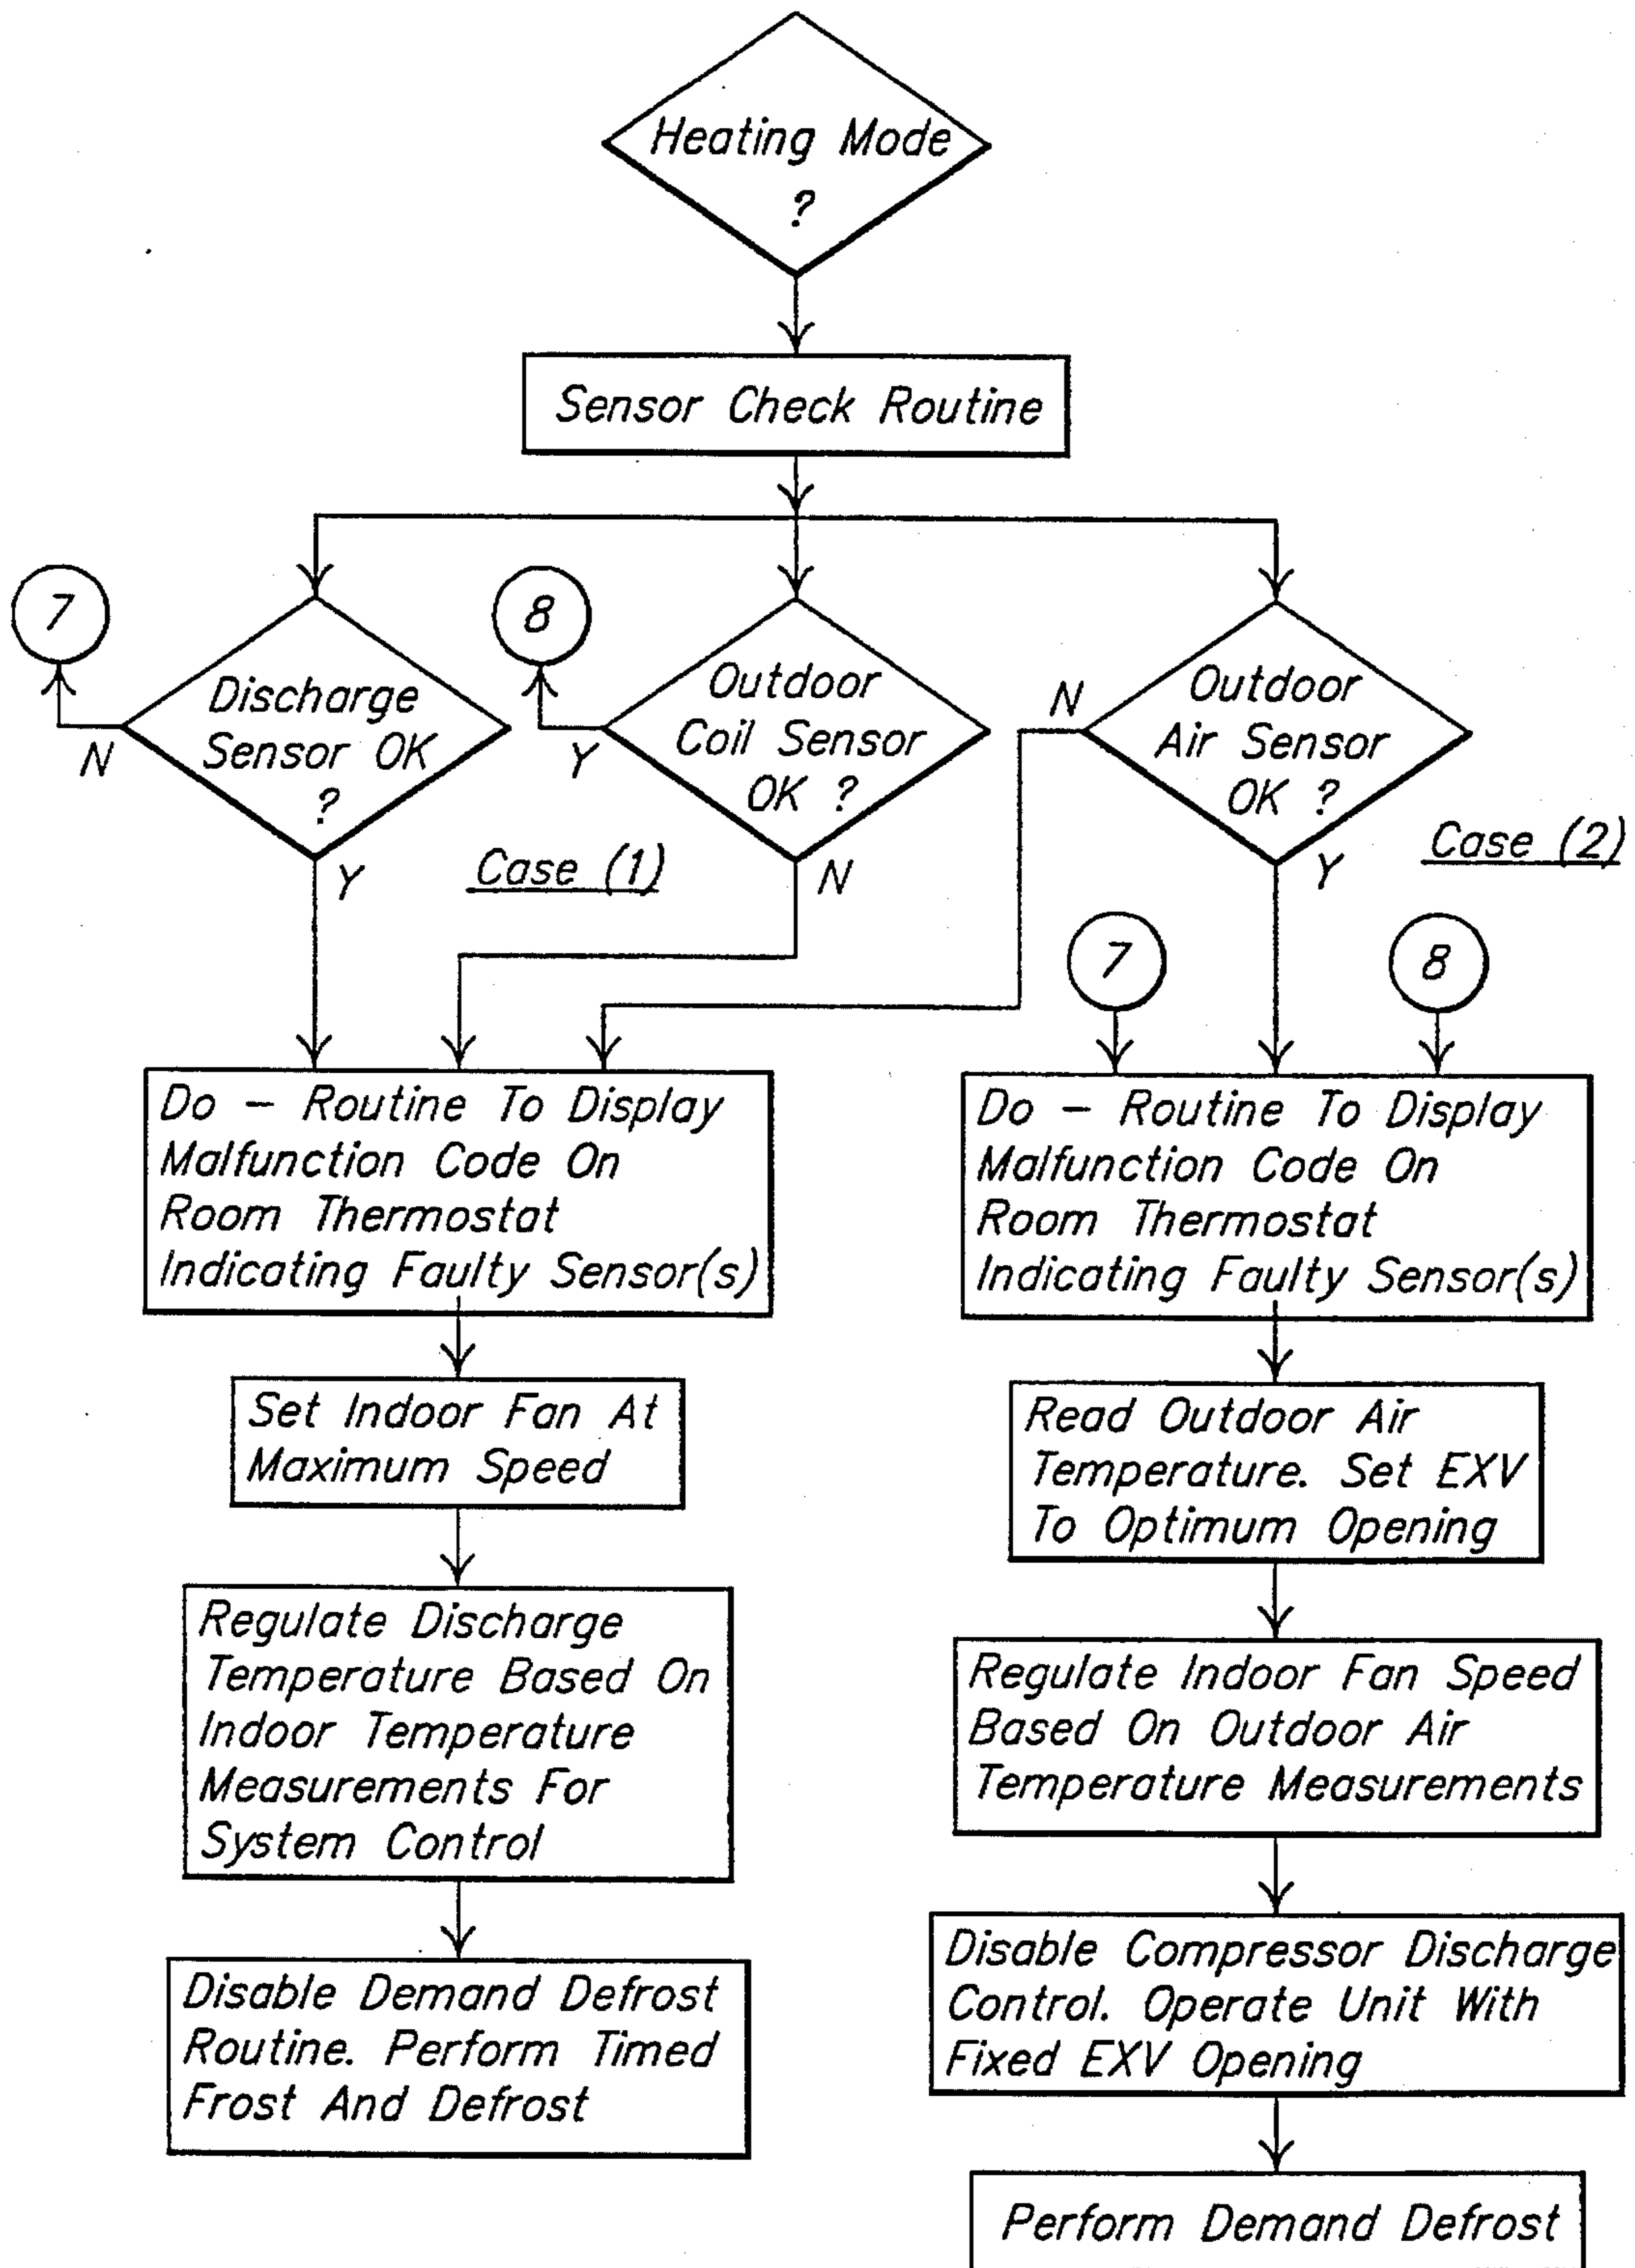 Heating Mode
?
Sensor Check Routine
7
8
Discharge
Sensor OK
?
N
Y
Outdoor
Coil Sensor
OK ?
Y
N
Outdoor
Air Sensor
OK ?
N
Y
Case (1)
Case (2)
7
8
Do - Routine To Display
Malfunction Code On
Room Thermostat
Indicating Faulty Sensor(s)
Set Indoor Fan At
Maximum Speed
Regulate Discharge
Temperature Based On
Indoor Temperature
Measurements For
System Control
Disable Demand Defrost
Routine. Perform Timed
Frost And Defrost
Do - Routine To Display
Malfunction Code On
Room Thermostat
Indicating Faulty Sensor(s)
Read Outdoor Air
Temperature. Set EXV
To Optimum Opening
Regulate Indoor Fan Speed
Based On Outdoor Air
Temperature Measurements
Disable Compressor Discharge
Control. Operate Unit With
Fixed EXV Opening
Perform Demand Defrost